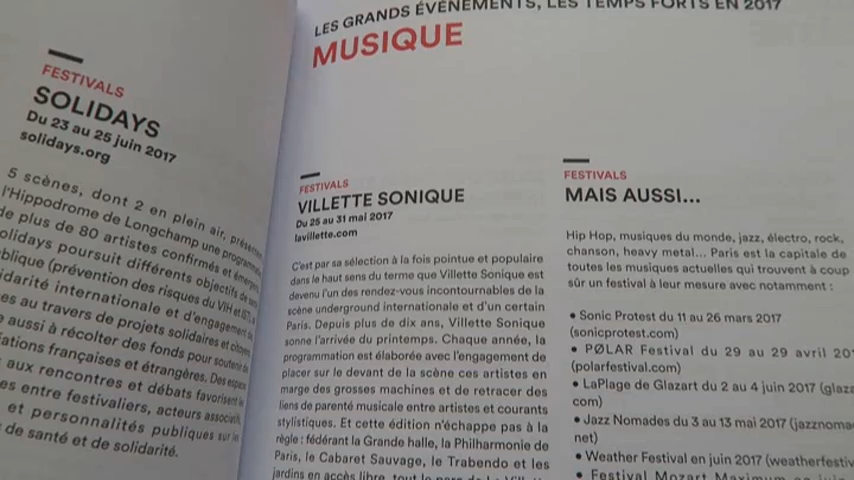 FESTIVALS
SOLIDAYS
Du 23 au 25 juin 2017
solidays.org
5 scènes, dont 2 en plein air,
l'Hippodrome de Longchamp une
de plus de 80 artistes confirmés et
poursuit différents objectifs de
(prévention des risques du VIH et
internationale et d'engagement
au travers de projets solidaires et
aussi à récolter des fonds pour
françaises et étrangères. Des
aux rencontres et débats favorisent
entre festivaliers, acteurs
et personnalités publiques sur les
de santé et de solidarité.
LES GRANDS ÉVÉNEMENTS, LES TEMPS FORTS EN 2017
MUSIQUE
FESTIVALS
VILLETTE SONIQUE
Du 25 au 31 mai 2017
lavillette.com
C'est par sa sélection à la fois pointue et populaire
dans le haut sens du terme que Villette Sonique est
devenu l'un des rendez-vous incontournables de la
scène underground internationale et d'un certain
Paris. Depuis plus de dix ans, Villette Sonique
sonne l'arrivée du printemps. Chaque année, la
programmation est élaborée avec l'engagement de
placer sur le devant de la scène ces artistes en
marge des grosses machines et de retracer des
liens de parenté musicale entre artistes et courants
stylistiques. Et cette édition n'échappe pas à la
règle : fédérant la Grande halle, la Philharmonie de
Paris, le Cabaret Sauvage, le Trabendo et les
jardins en accès libre, tout le parc de
FESTIVALS
MAIS AUSSI...
Hip Hop, musiques du monde, jazz, électro, rock,
chanson, heavy metal... Paris est la capitale de
toutes les musiques actuelles qui trouvent à coup
sûr un festival à leur mesure avec notamment :
• Sonic Protest du 11 au 26 mars 2017
(sonicprotest.com)
• PØLAR Festival du 29 au 29 avril
(polarfestival.com)
• LaPlage de Glazart du 2 au 4 juin 2017
com)
• Jazz Nomades du 3 au 13 mai 2017
net)
• Weather Festival en juin 2017
• Festival Mozart Maximum en